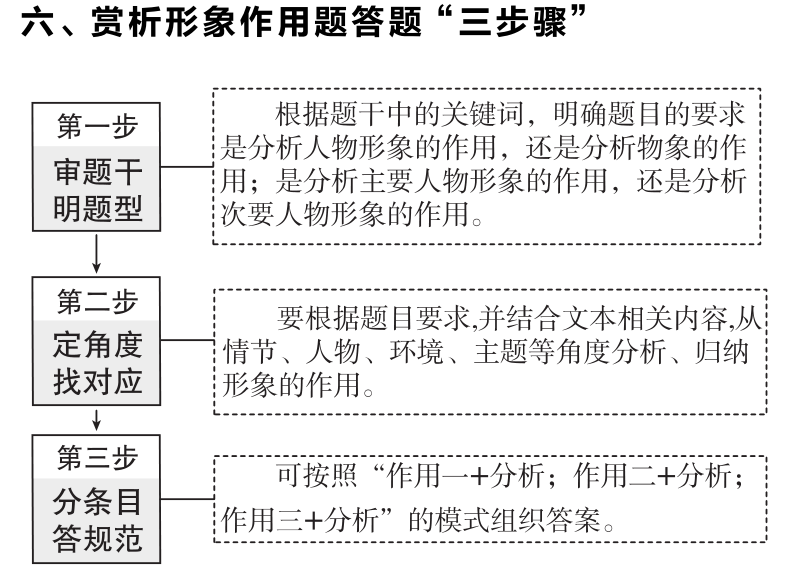 六、赏析形象作用题答题“三步骤”
第一步
审题干
明题型
根据题干中的关键词，明确题目的要求
是分析人物形象的作用，还是分析物象的作
用；是分析主要人物形象的作用，还是分析
次要人物形象的作用。
第二步
定角度
找对应
要根据题目要求,并结合文本相关内容,从
情节、人物、环境、主题等角度分析、归纳
形象的作用。
第三步
分条目
答规范
可按照“作用一+分析；作用二+分析；
作用三+分析”的模式组织答案。